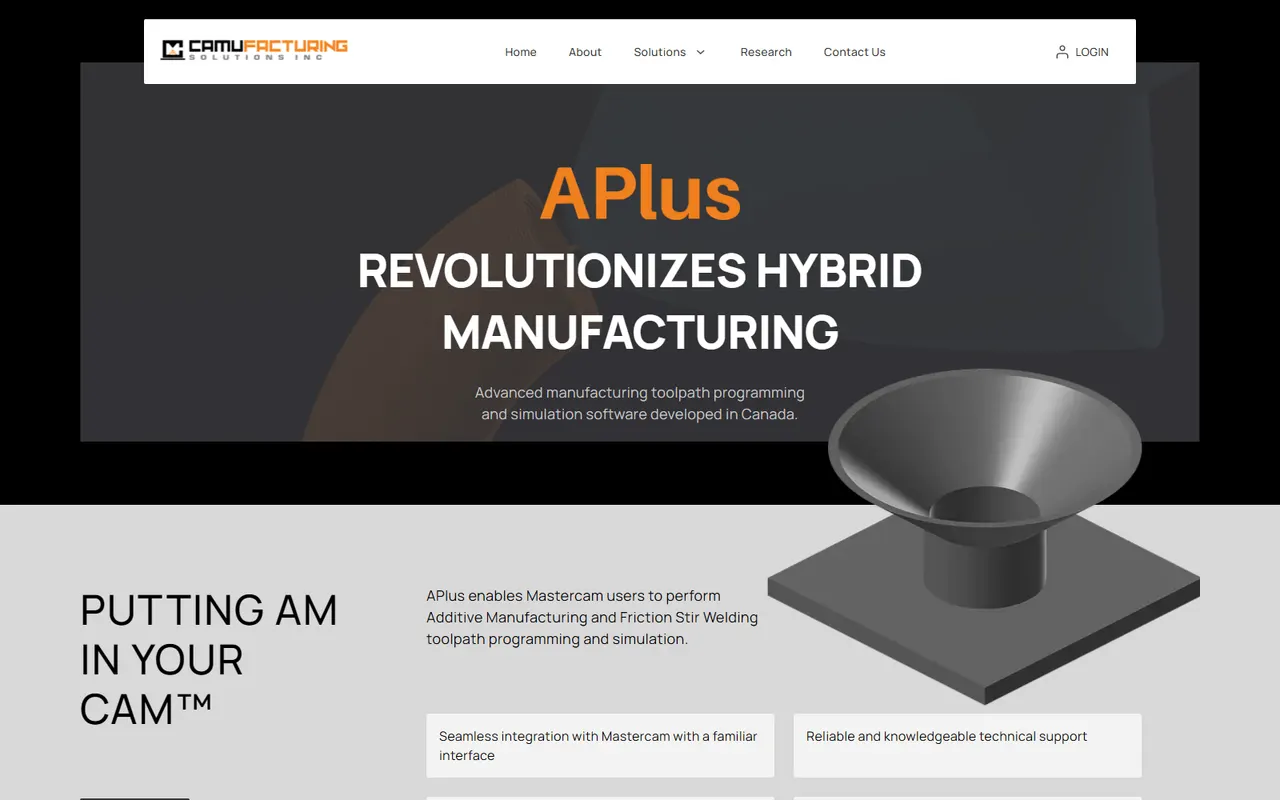 CAMUFACTURING
SOLUTIONS INC
Home
About
Solutions
Research
Contact Us
LOGIN
APlus
REVOLUTIONIZES HYBRID
MANUFACTURING
Advanced manufacturing toolpath programming
and simulation software developed in Canada.
PUTTING AM
IN YOUR
CAM™
APlus enables Mastercam users to perform
Additive Manufacturing and Friction Stir Welding
toolpath programming and simulation.
Seamless integration with Mastercam with a familiar
interface
Reliable and knowledgeable technical support